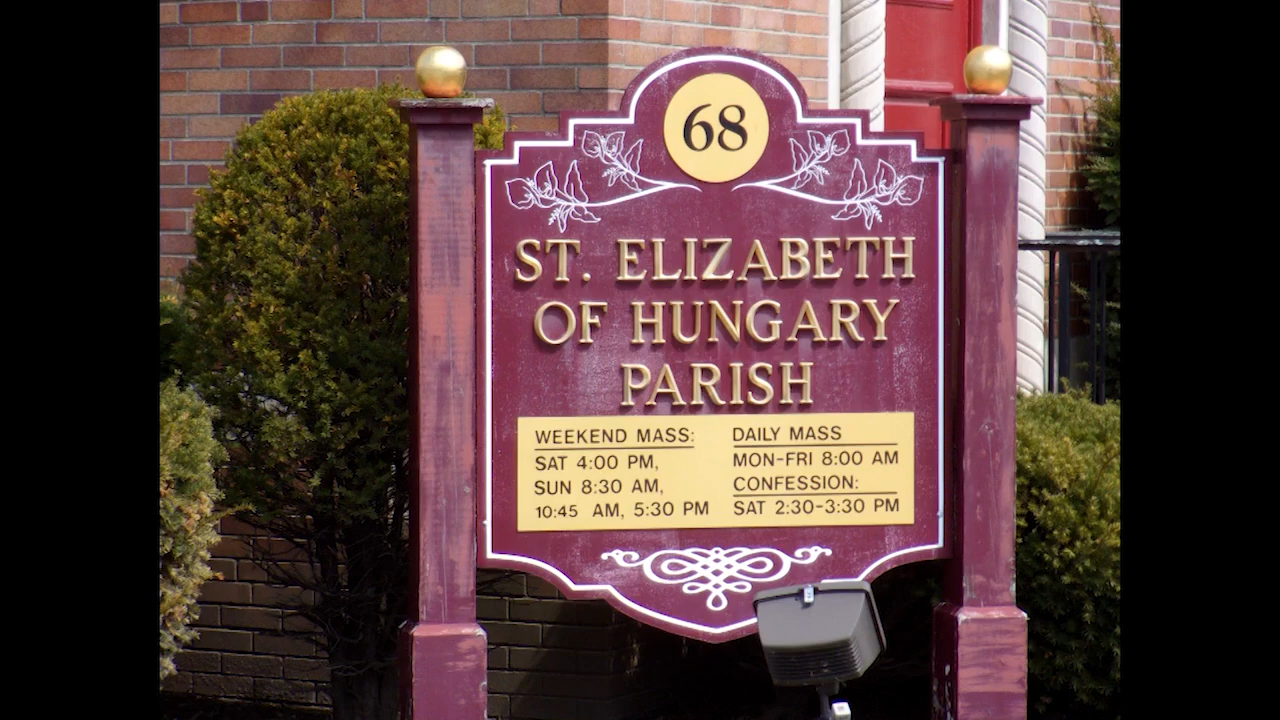 68
ST. ELIZABETH
OF HUNGARY
PARISH
WEEKEND MASS:
SAT 4:00 PM,
SUN 8:30 AM,
10:45 AM, 5:30 PM
DAILY MASS
MON-FRI 8:00 AM
CONFESSION:
SAT 2:30-3:30 PM